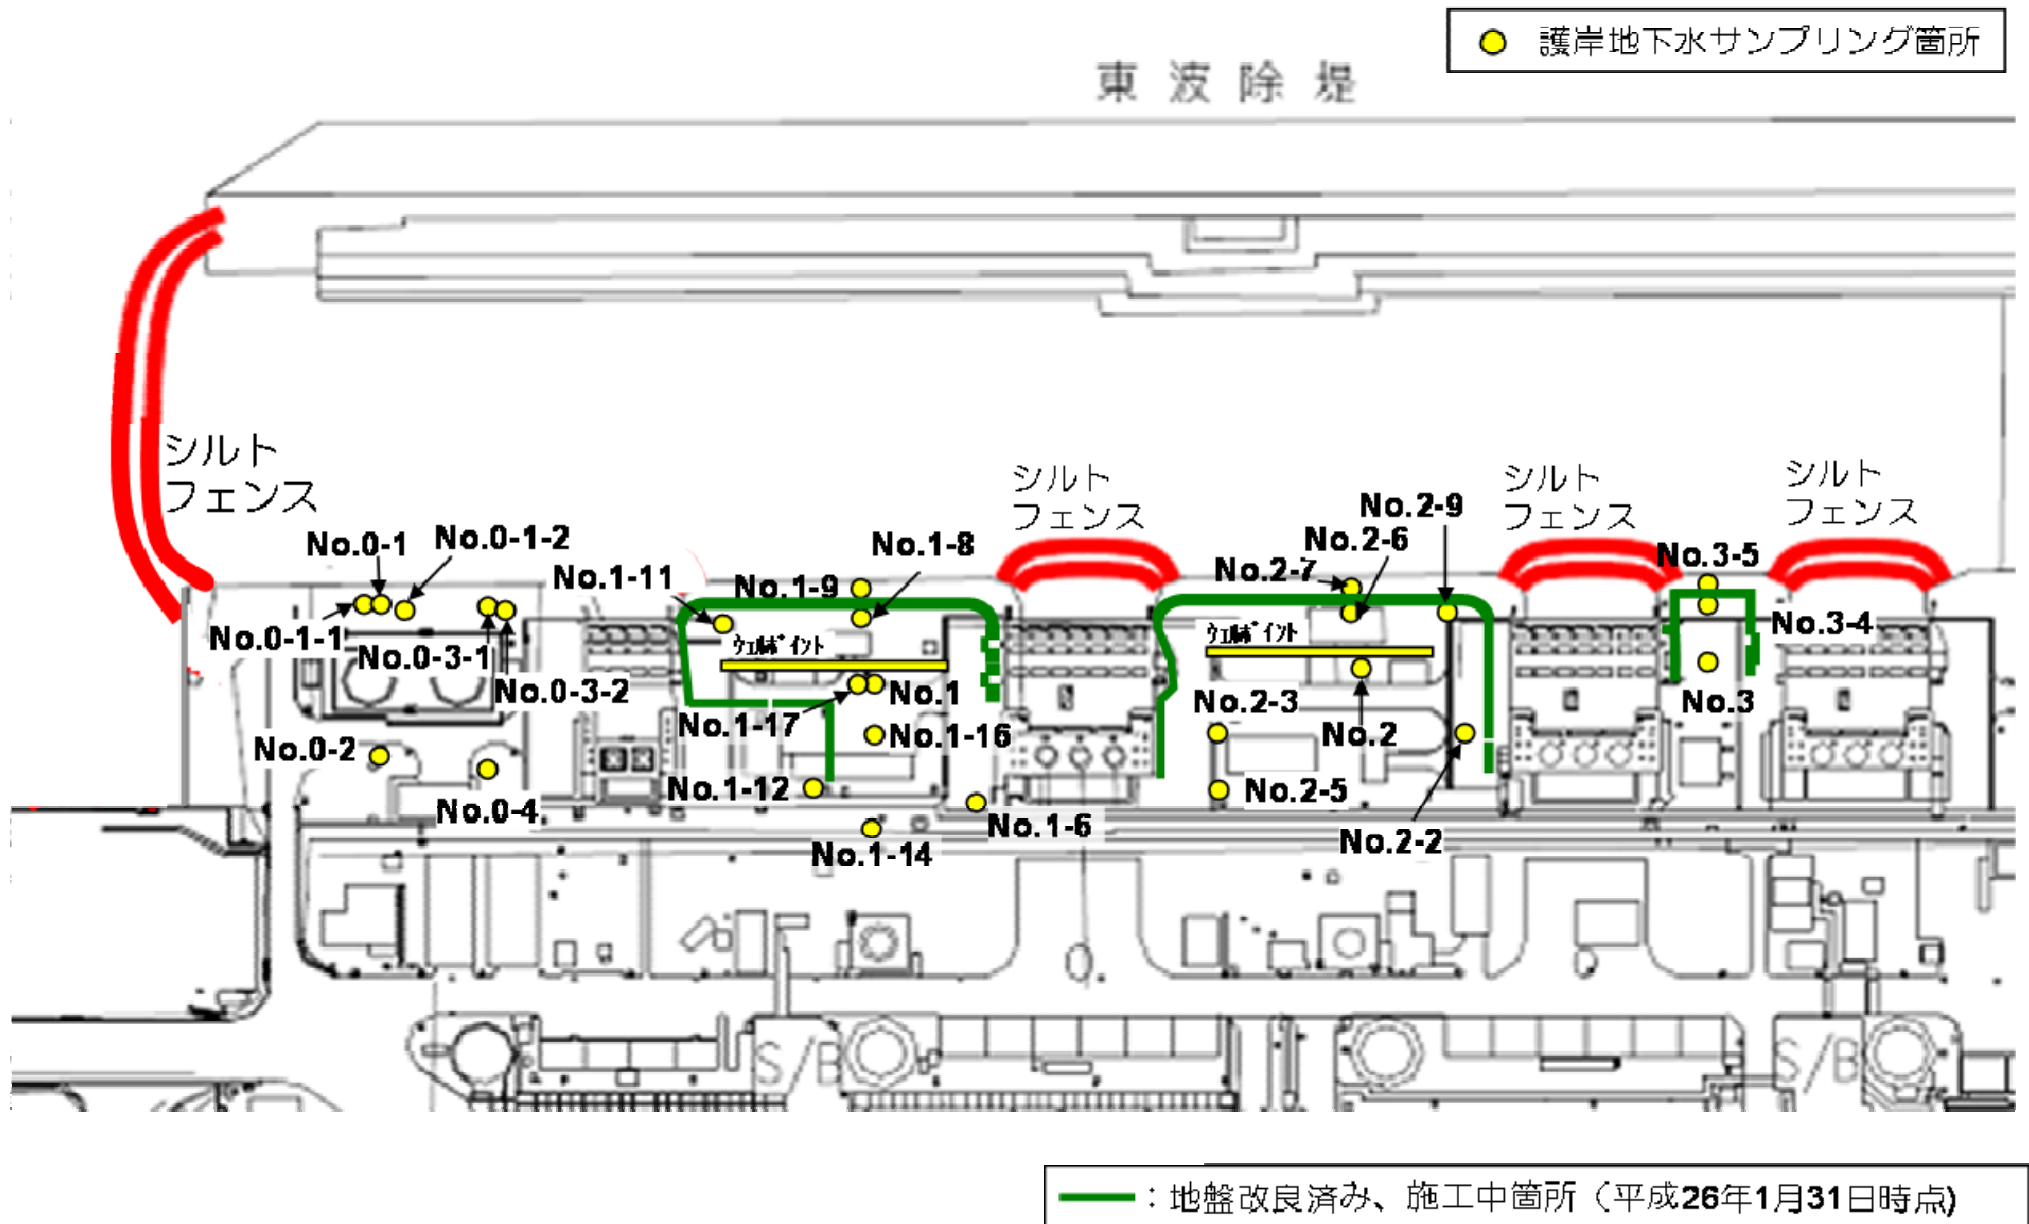 護岸地下水サンプリング箇所
東波除堤
シルト
フェンス
シルト
フェンス
シルト
フェンス
シルト
フェンス
No.2-9
No.0-1
No.0-1-2
No.1-8
No.2-6
No.3-5
No.1-11
No.1-9
No.2-7
No.0-1-1
No.0-3-1
ウェルポイント
ウェルポイント
No.3-4
No.0-3-2
No.1
No.2-3
No.3
No.1-17
No.1-16
No.2
No.0-2
No.1-12
No.2-5
No.0-4
No.1-6
No.2-2
No.1-14
S/B
S/B
:地盤改良済み、施工中箇所(平成26年1月31日時点)